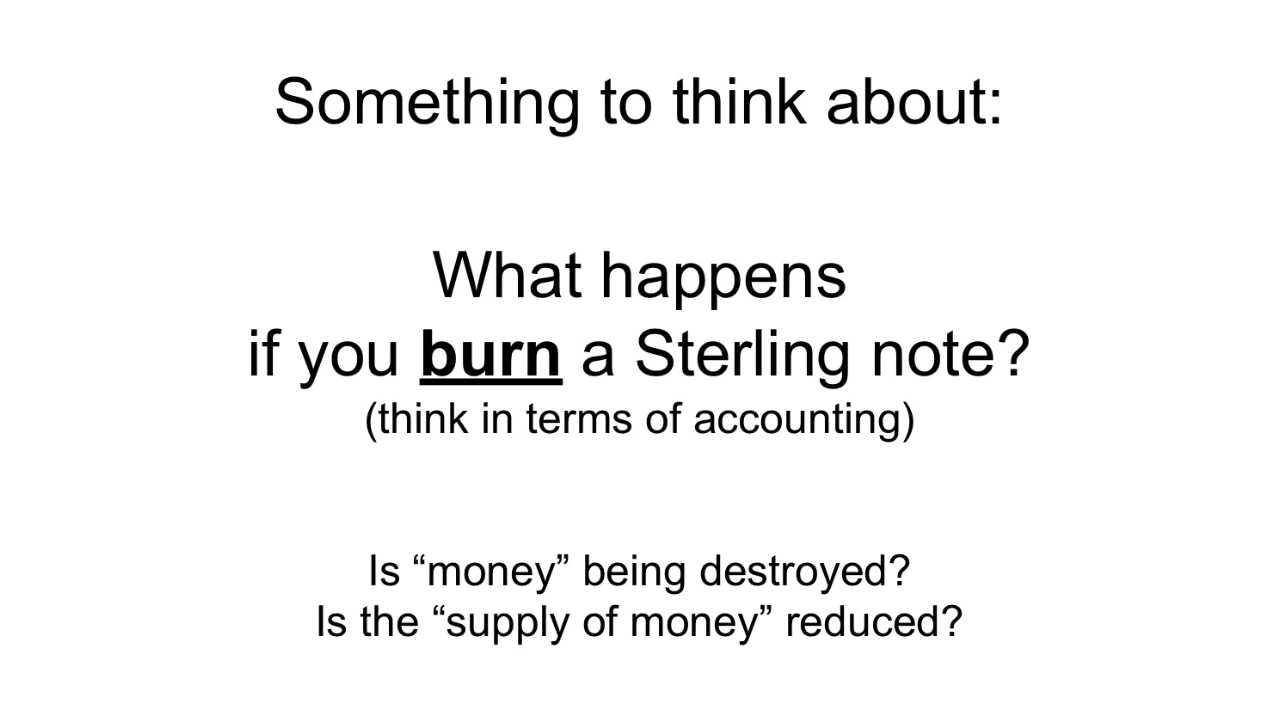 Something to think about:
What happens
if you burn a Sterling note?
(think in terms of accounting)
Is “money” being destroyed?
Is the “supply of money” reduced?